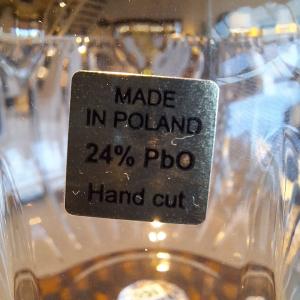 MADE
IN POLAND
24% PbO
Hand cut